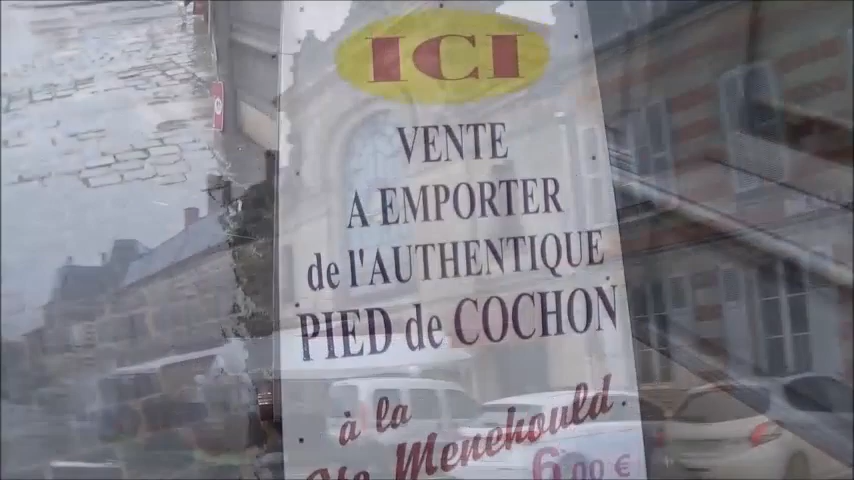 ICI
VENTE
A EMPORTER
de l'AUTHENTIQUE
PIED de COCHON
à la
Ste Menehould
6,00 €